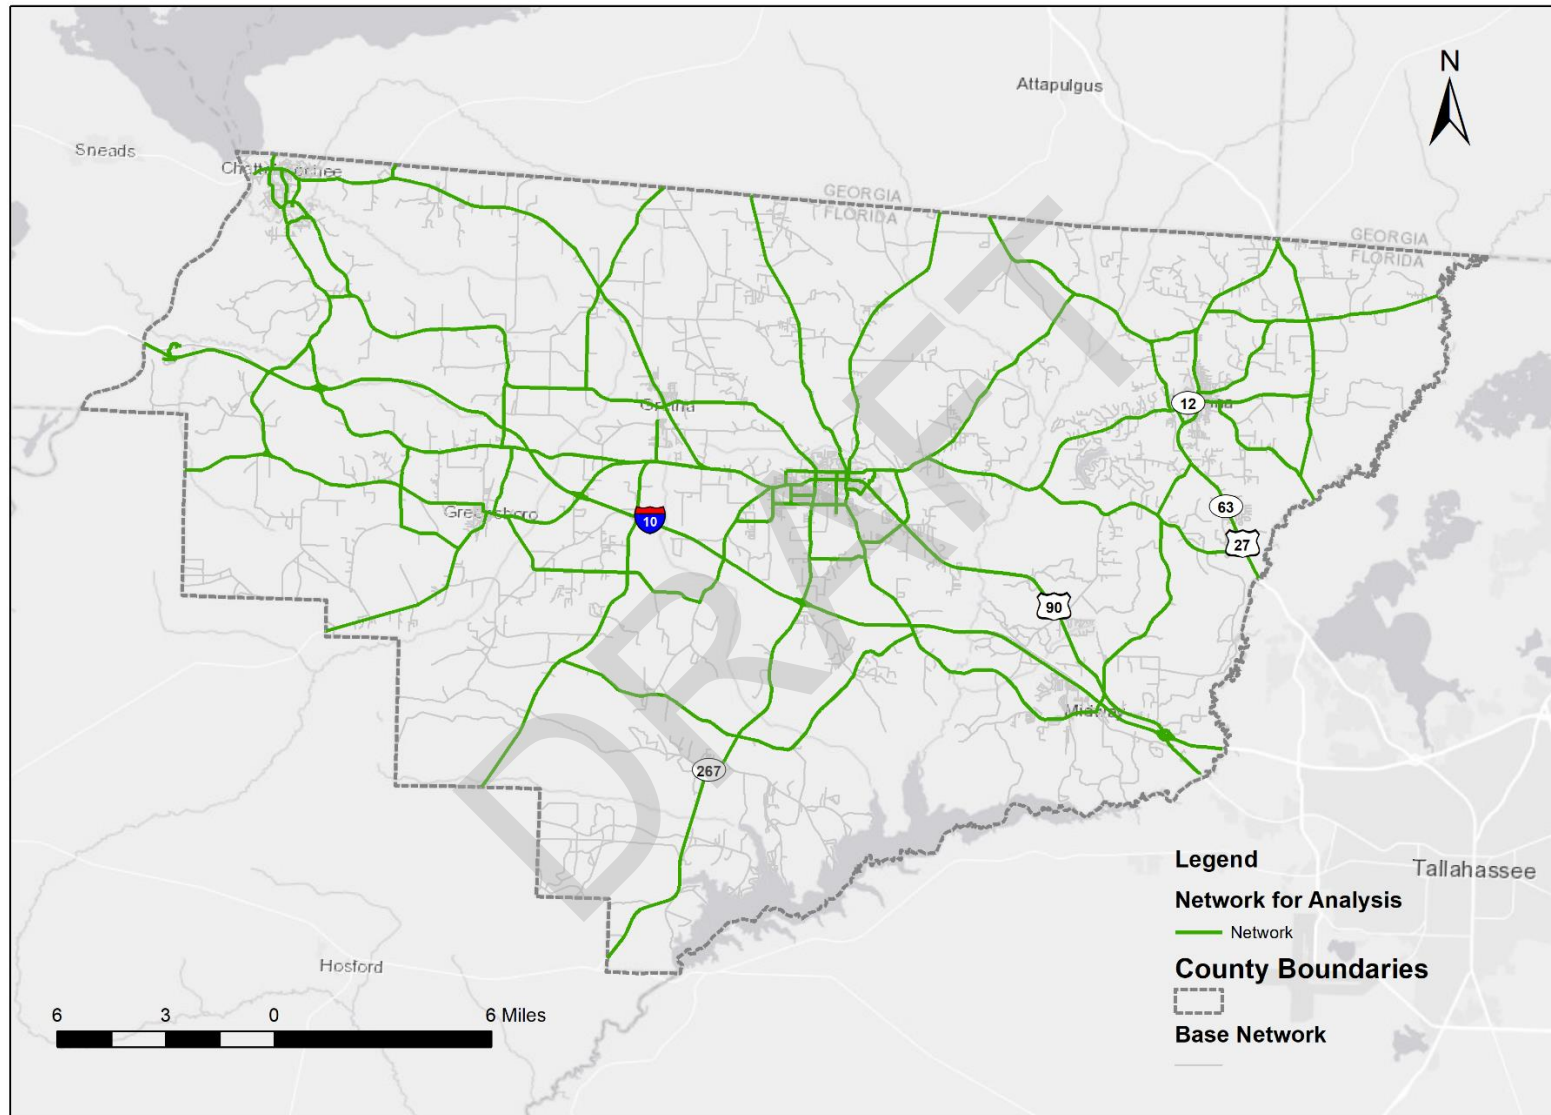 N
Attapulgus
Sneads
GEORGIA
FLORIDA
GEORGIA
FLORIDA
12
10
63
27
90
267
DRAFT
Legend
Network for Analysis
Network
County Boundaries
Base Network
Tallahassee
Hosford
6 3 0 6 Miles